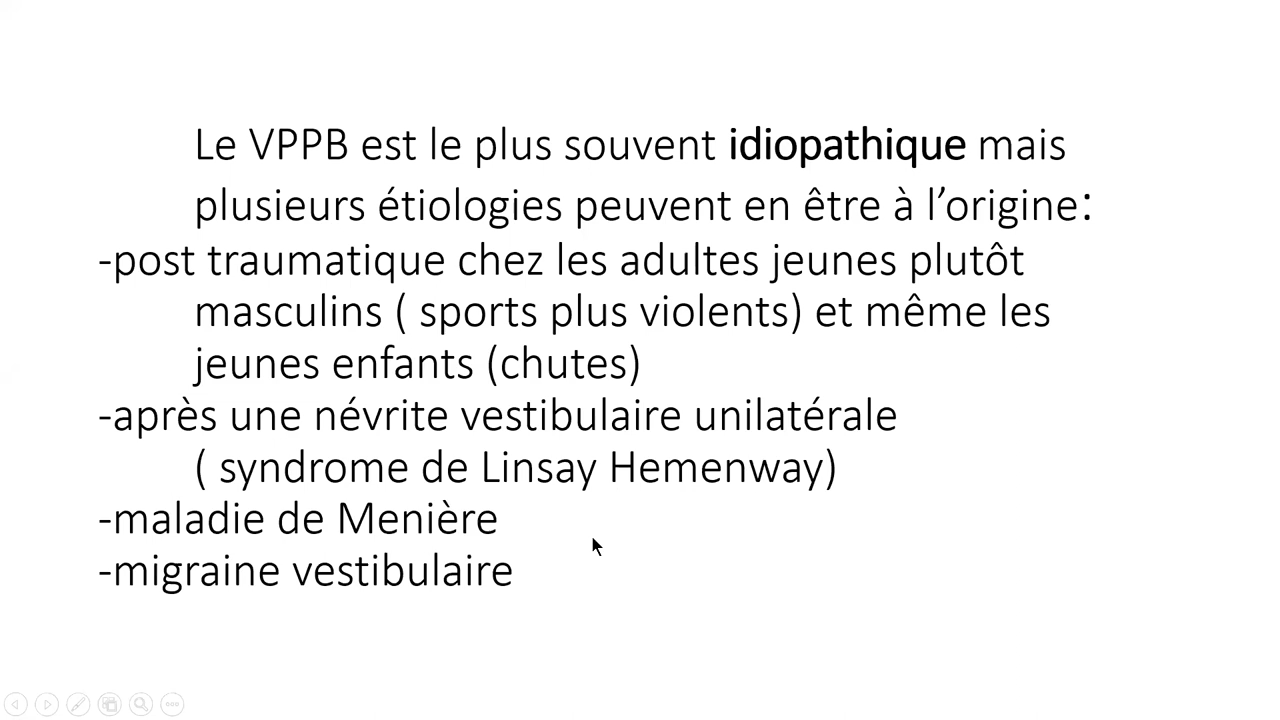 Le VPPB est le plus souvent idiopathique mais
plusieurs étiologies peuvent en être à l’origine:
-post traumatique chez les adultes jeunes plutôt
masculins ( sports plus violents) et même les
jeunes enfants (chutes)
-après une névrite vestibulaire unilatérale
( syndrome de Linsay Hemenway)
-maladie de Menière
-migraine vestibulaire